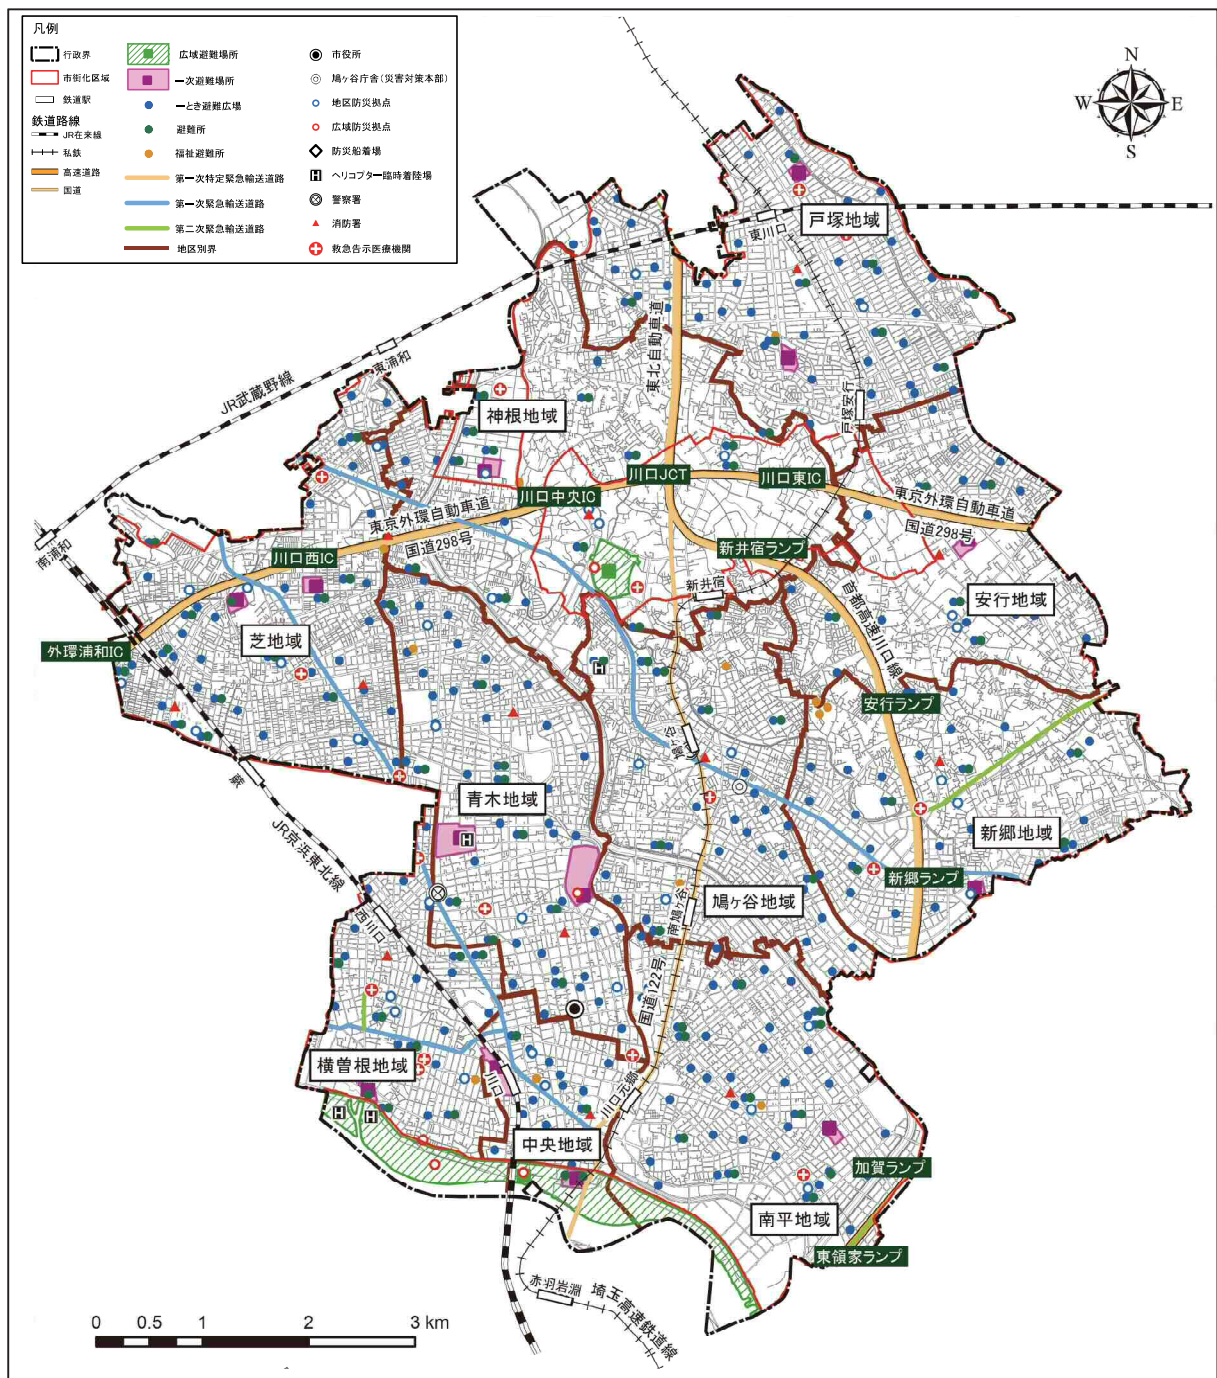 凡例
行政界
市街化区域
鉄道駅
鉄道路線
JR在来線
私鉄
高速道路
国道
広域避難場所
一次避難場所
一とき避難広場
避難所
福祉避難所
第一次特定緊急輸送道路
第一次緊急輸送道路
第二次緊急輸送道路
地区別界
市役所
鳩ヶ谷庁舎(災害対策本部)
地区防災拠点
広域防災拠点
防災船着場
ヘリコプター臨時着陸場
警察署
消防署
救急告示医療機関
N
W
E
S
戸塚地域
東川口
東北自動車道
東浦和
JR武蔵野線
戸塚安行
神根地域
川口JCT
川口東IC
川口中央IC
東京外環自動車道
国道298号
東京外環自動車道
国道298号
南浦和
川口西IC
新井宿ランプ
新井宿
首都高速川口線
安行地域
芝地域
外環浦和IC
H
安行ランプ
鳩ヶ谷
蕨
青木地域
JR京浜東北線
H
新郷地域
新郷ランプ
鳩ヶ谷地域
南鳩ヶ谷
西川口
国道122号
横曽根地域
川口
川口元郷
H
H
中央地域
加賀ランプ
南平地域
東領家ランプ
赤羽岩淵
埼玉高速鉄道線
0 0.5 1 2 3 km